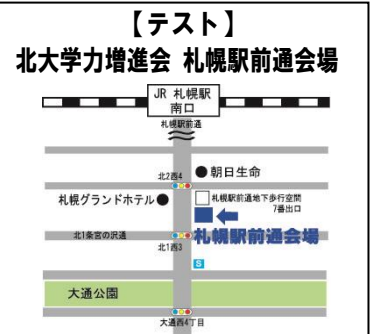 【テスト】
北大学力増進会 札幌駅前通会場
JR 札幌駅
南口
札幌駅前通
北2西4
朝日生命
札幌グランドホテル
札幌駅前通地下歩行空間
7番出口
札幌駅前通会場
北1条宮の沢通
北1西3
S
大通公園
大通西4丁目